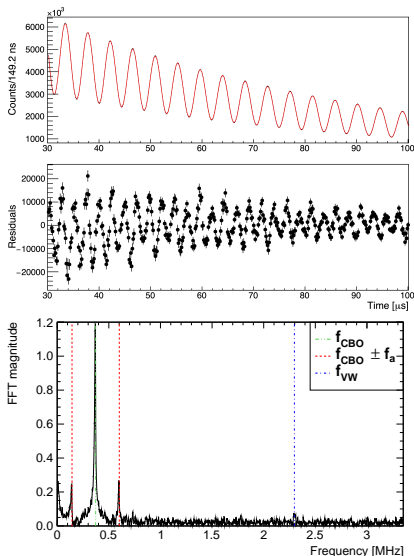 ×10³
Counts/149.2 ns
6000
5000
4000
3000
2000
1000
30 40 50 60 70 80 90 100
Residuals
20000
10000
0
−10000
−20000
30 40 50 60 70 80 90 100
Time [μs]
FFT magnitude
1.2
1.0
0.8
0.6
0.4
0.2
0.0
0 0.5 1 1.5 2 2.5 3
Frequency [MHz]
f_CBO
f_CBO ± f_a
f_VW